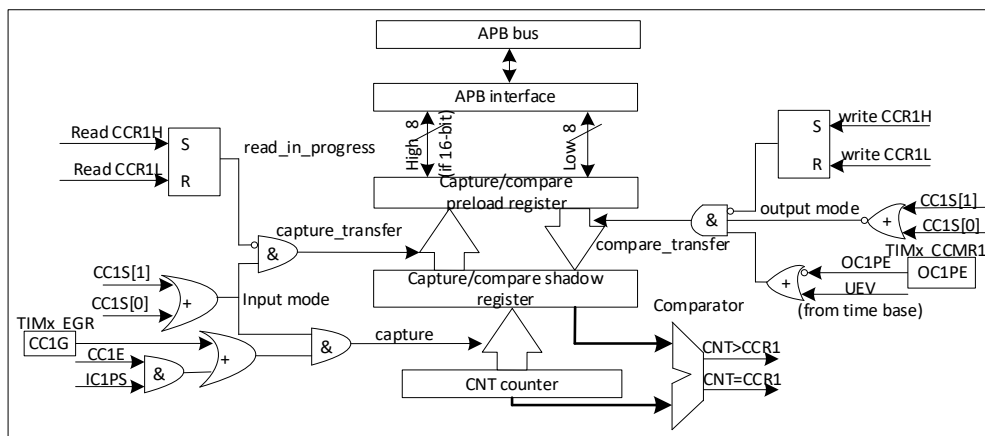 APB bus
APB interface
High 8
(if 16-bit)
Low 8
Read CCR1H
Read CCR1L
S
R
read_in_progress
write CCR1H
write CCR1L
S
R
Capture/compare
preload register
CC1S[1]
CC1S[0]
output mode
+
&
capture_transfer
compare_transfer
&
TIMx_CCMR1
OC1PE
OC1PE
UEV
(from time base)
+
Capture/compare shadow
register
CC1S[1]
CC1S[0]
+
Input mode
Comparator
TIMx_EGR
CC1G
CC1E
IC1PS
&
+
&
capture
CNT counter
CNT>CCR1
CNT=CCR1